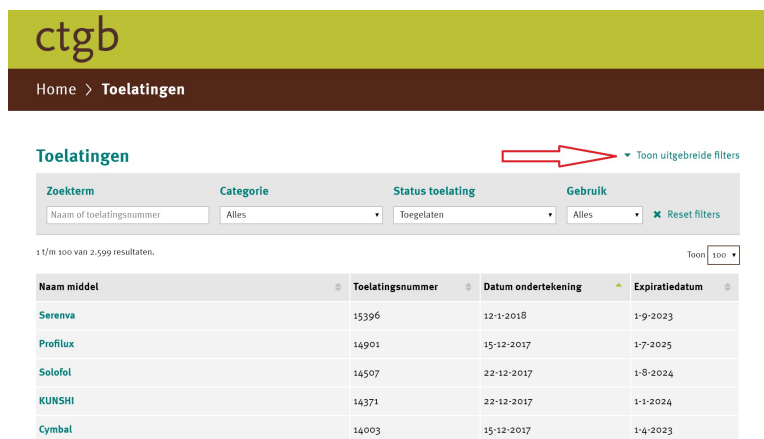 ctgb
Home > Toelatingen
Toelatingen
Toon uitgebreide filters
Zoekterm Categorie Status toelating Gebruik
Naam of toelatingsnummer Alles Toegelaten Alles Reset filters
1 t/m 100 van 2.599 resultaten. Toon 100
Naam middel Toelatingsnummer Datum ondertekening Expiratiedatum
Serenva 15396 12-1-2018 1-9-2023
Profilux 14901 15-12-2017 1-7-2025
Solofol 14507 22-12-2017 1-8-2024
KUNSHI 14371 22-12-2017 1-1-2024
Cymbal 14003 15-12-2017 1-4-2023